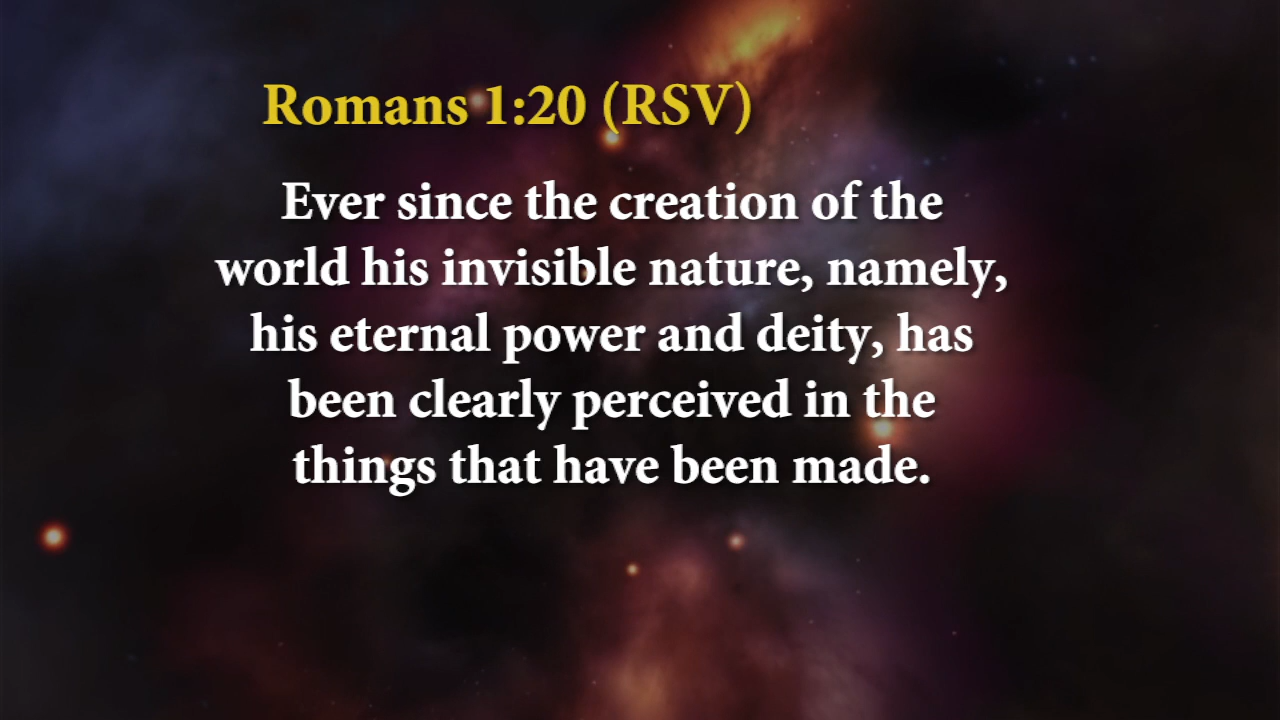 Romans 1:20 (RSV)
Ever since the creation of the
world his invisible nature, namely,
his eternal power and deity, has
been clearly perceived in the
things that have been made.